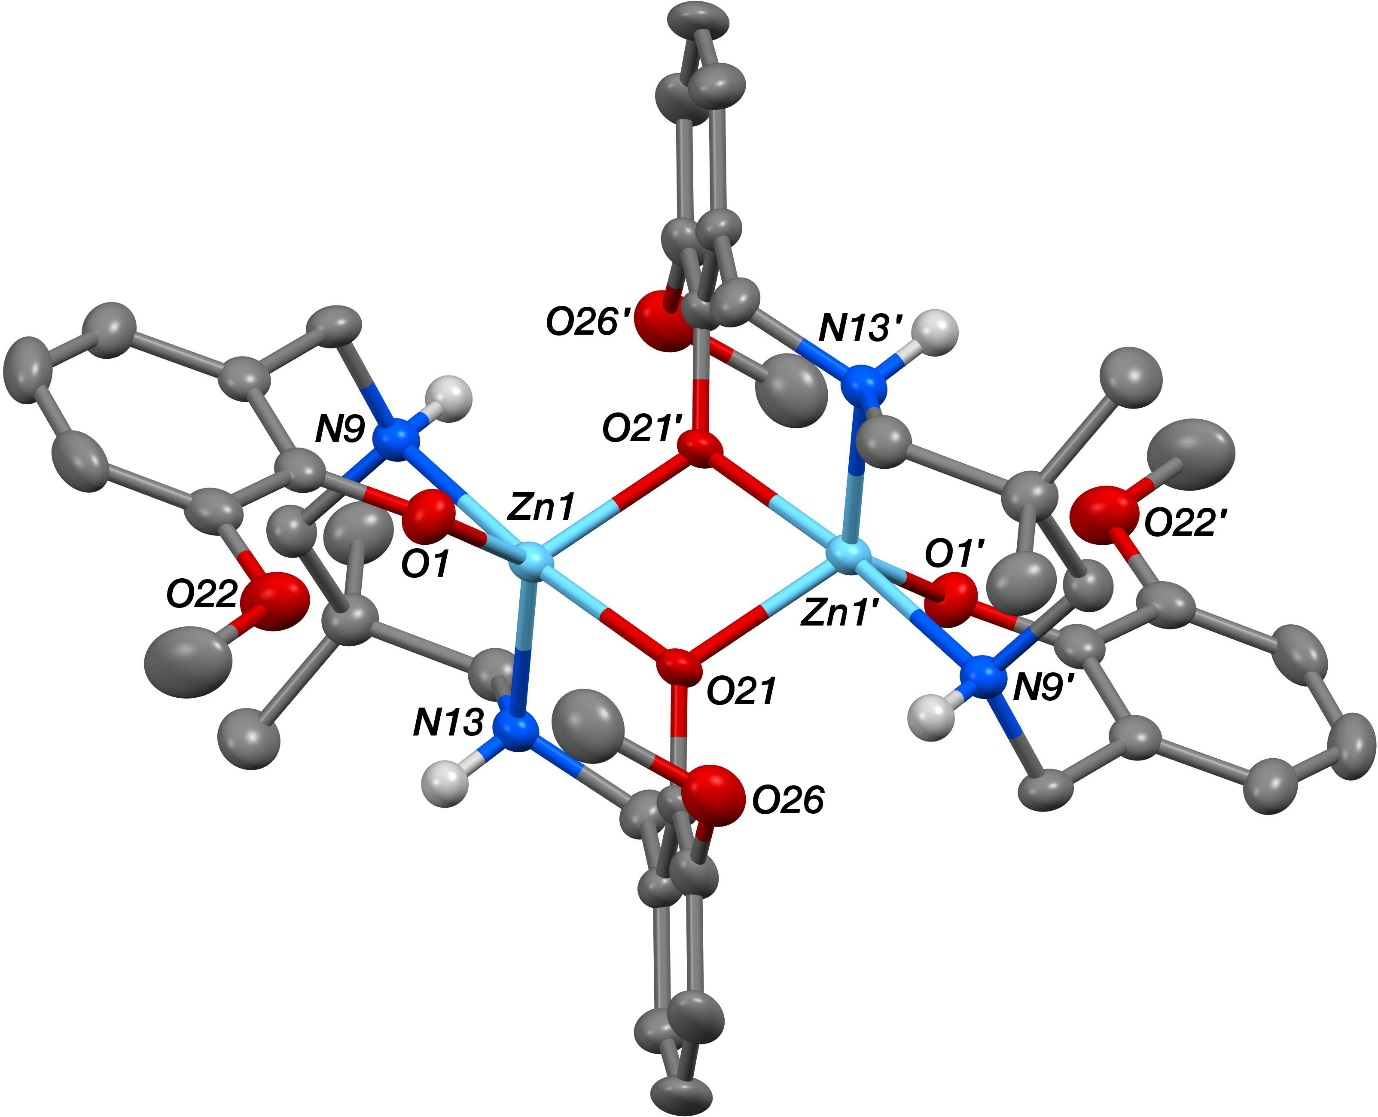 O26'
N13'
N9
O21'
Zn1
O22'
O1
O1'
O22
Zn1'
O21
N9'
N13
O26